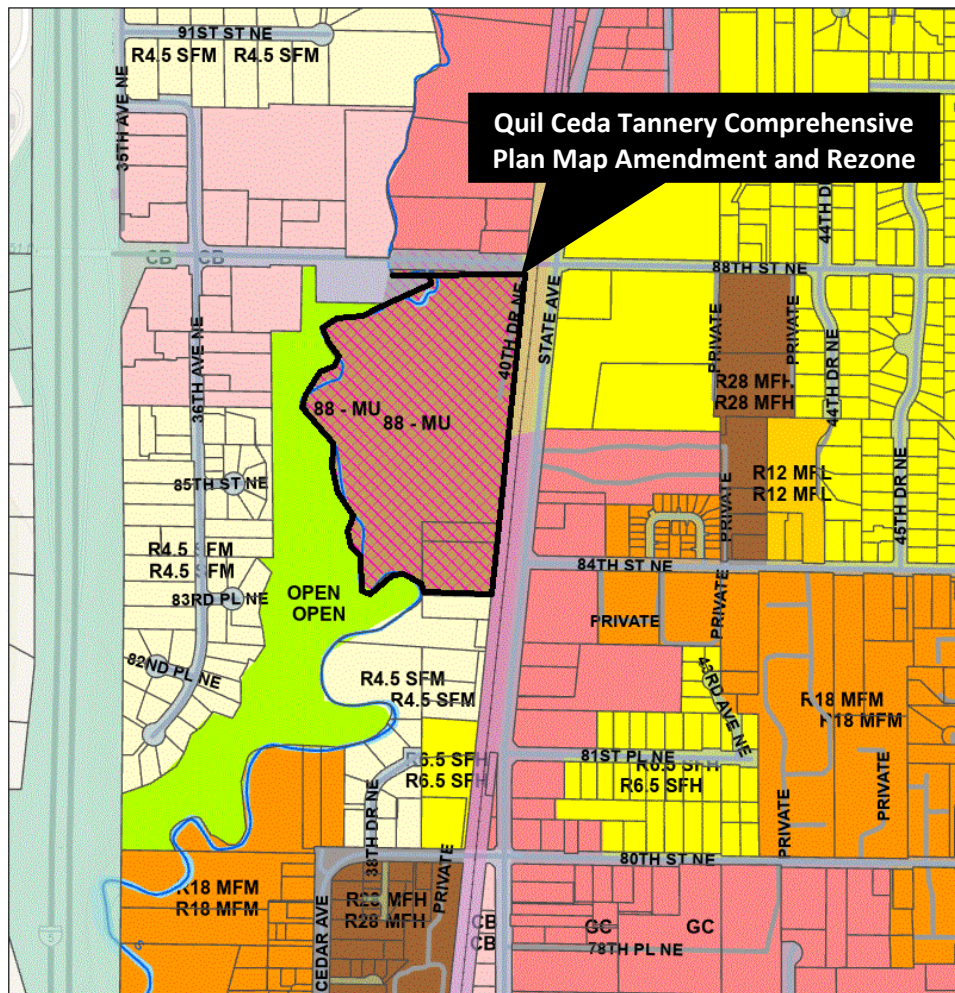 91ST ST NE
R4.5 SFM R4.5 SFM
35TH AVE NE
Quil Ceda Tannery Comprehensive
Plan Map Amendment and Rezone
44TH DR NE
CB CB
88TH ST NE
40TH DR NE
STATE AVE
PRIVATE
PRIVATE
36TH AVE NE
R28 MFH
R28 MFH
44TH DR NE
88 - MU
88 - MU
45TH DR NE
85TH ST NE
R12 MFL
R12 MFL
PRIVATE
R4.5 SFM
R4.5 SFM
84TH ST NE
OPEN
OPEN
83RD PL NE
PRIVATE
PRIVATE
82ND PL NE
R4.5 SFM
R4.5 SFM
43RD AVE NE
R18 MFM
R18 MFM
R6.5 SFH
R6.5 SFH
81ST PL NE
R6.5 SFH
R6.5 SFH
38TH DR NE
PRIVATE
PRIVATE
80TH ST NE
PRIVATE
R18 MFM
R18 MFM
R28 MFH
R28 MFH
CEDAR AVE
CB
CB
GC GC
78TH PL NE
5